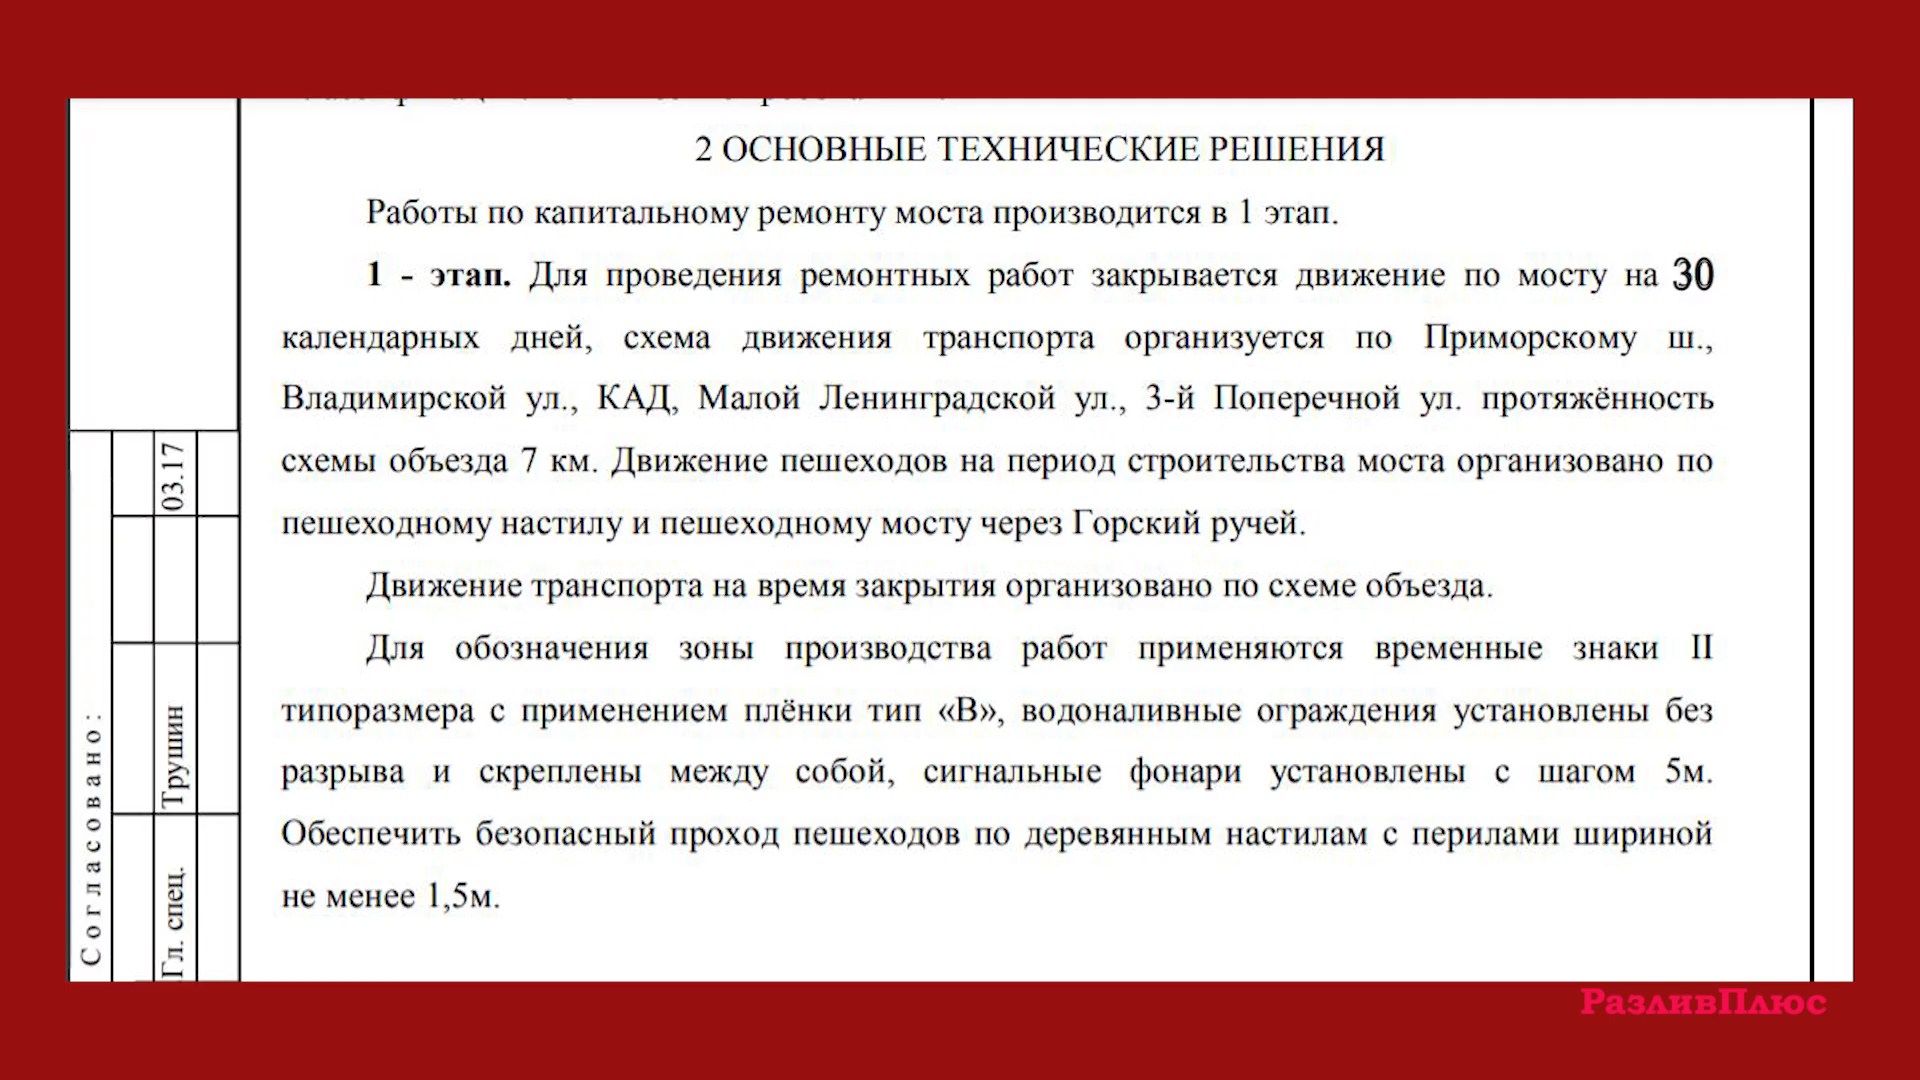 2 ОСНОВНЫЕ ТЕХНИЧЕСКИЕ РЕШЕНИЯ
Работы по капитальному ремонту моста производится в 1 этап.
1 - этап. Для проведения ремонтных работ закрывается движение по мосту на 30
календарных дней, схема движения транспорта организуется по Приморскому ш.,
Владимирской ул., КАД, Малой Ленинградской ул., 3-й Поперечной ул. протяжённость
схемы объезда 7 км. Движение пешеходов на период строительства моста организовано по
пешеходному настилу и пешеходному мосту через Горский ручей.
Движение транспорта на время закрытия организовано по схеме объезда.
Для обозначения зоны производства работ применяются временные знаки II
типоразмера с применением плёнки тип «В», водоналивные ограждения установлены без
разрыва и скреплены между собой, сигнальные фонари установлены с шагом 5м.
Обеспечить безопасный проход пешеходов по деревянным настилам с перилами шириной
не менее 1,5м.
Согласовано:
Гл. спец.
Трушин
03.17
РазливПлюс